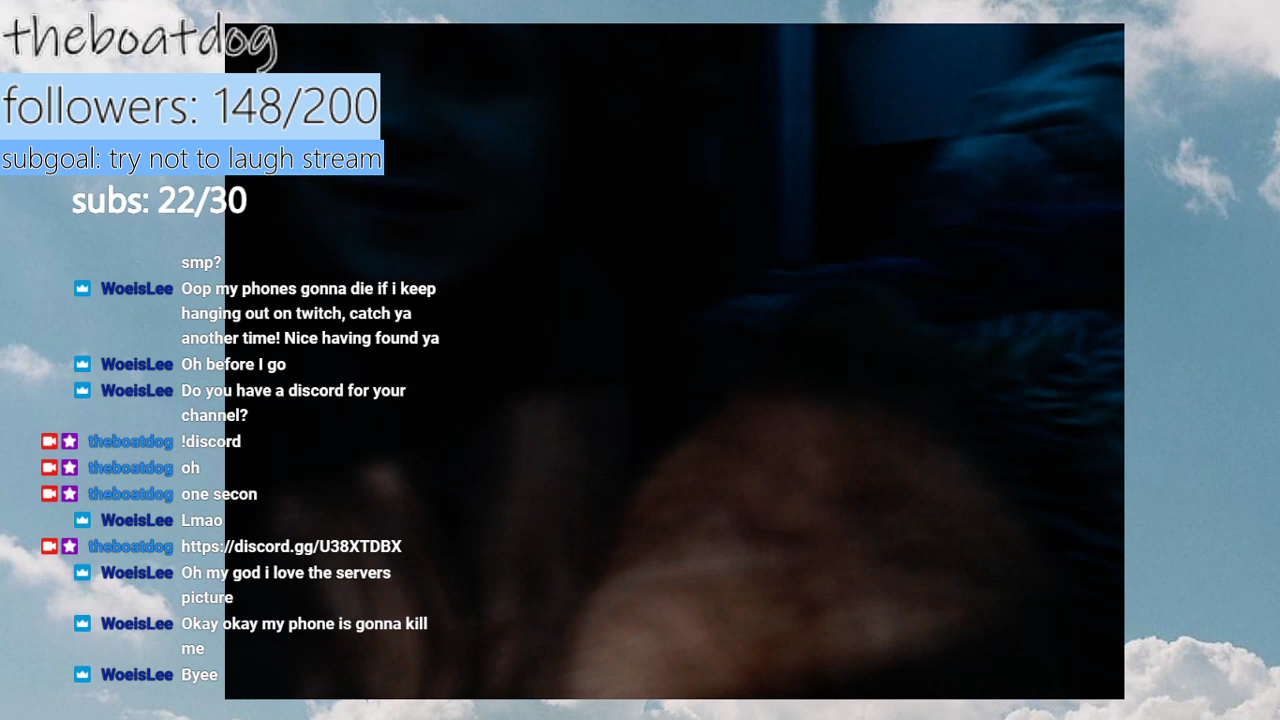 theboatdog
followers: 148/200
subgoal: try not to laugh stream
subs: 22/30
smp?
WoeisLee Oop my phones gonna die if i keep
hanging out on twitch, catch ya
another time! Nice having found ya
WoeisLee Oh before I go
WoeisLee Do you have a discord for your
channel?
theboatdog !discord
theboatdog oh
theboatdog one secon
WoeisLee Lmao
theboatdog https://discord.gg/U38XTDBX
WoeisLee Oh my god i love the servers
picture
WoeisLee Okay okay my phone is gonna kill
me
WoeisLee Byee